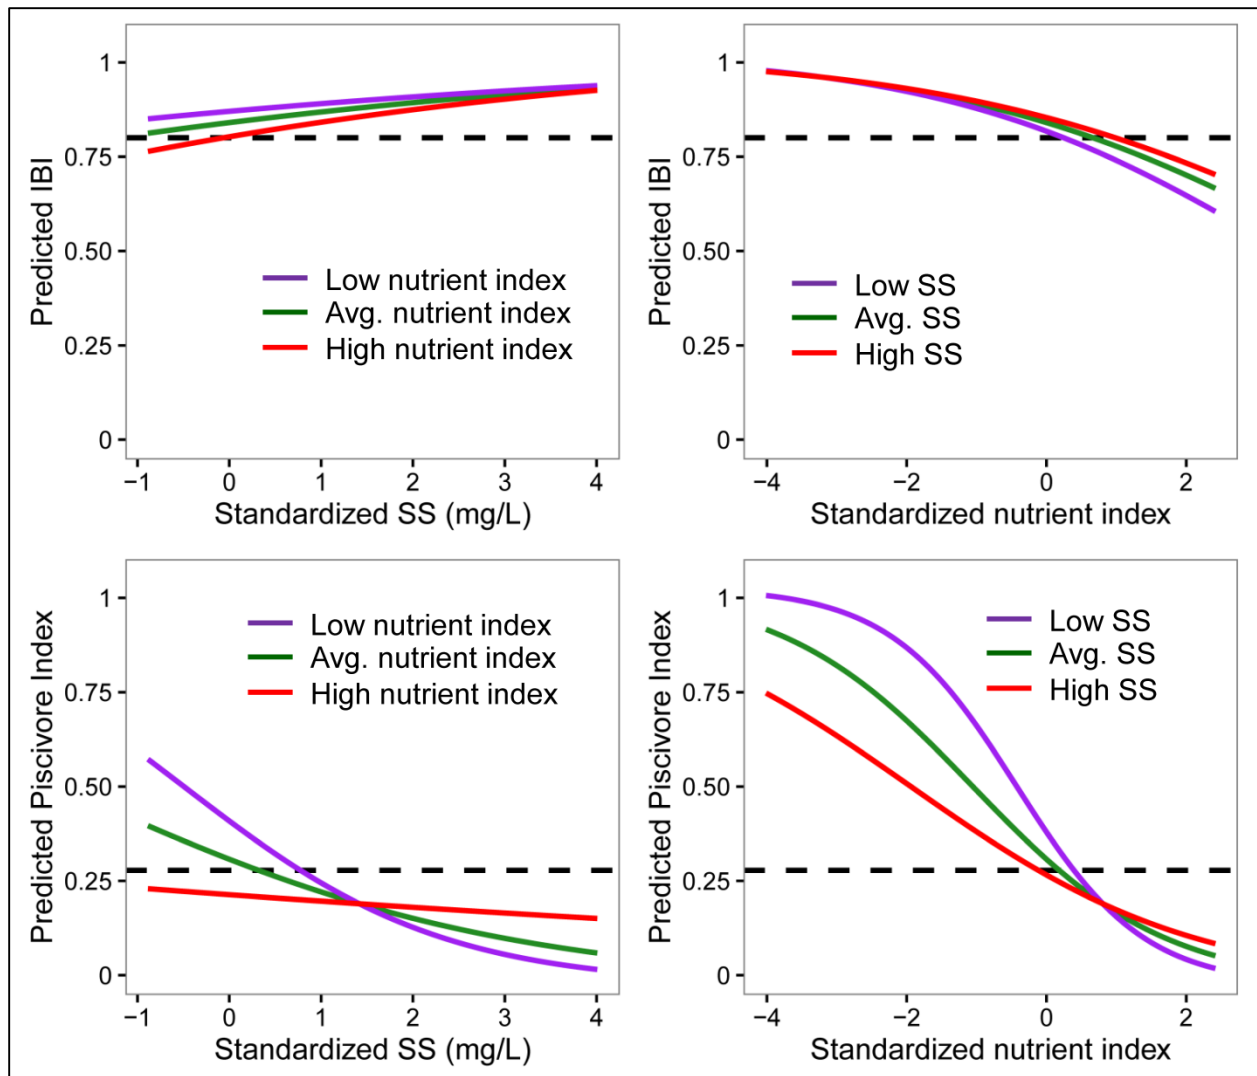 Predicted IBI
1
0.75
0.50
0.25
0
Low nutrient index
Avg. nutrient index
High nutrient index
−1 0 1 2 3 4
Standardized SS (mg/L)
Predicted IBI
1
0.75
0.50
0.25
0
Low SS
Avg. SS
High SS
−4 −2 0 2
Standardized nutrient index
Predicted Piscivore Index
1
0.75
0.50
0.25
0
Low nutrient index
Avg. nutrient index
High nutrient index
−1 0 1 2 3 4
Standardized SS (mg/L)
Predicted Piscivore Index
1
0.75
0.50
0.25
0
Low SS
Avg. SS
High SS
−4 −2 0 2
Standardized nutrient index